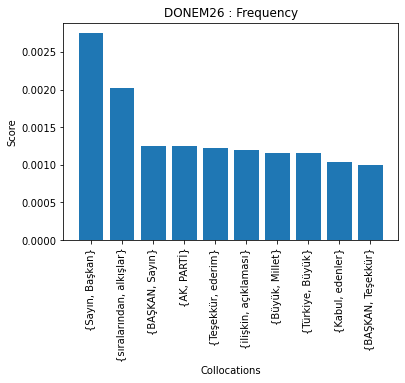 DONEM26 : Frequency
Score
0.0025
0.0020
0.0015
0.0010
0.0005
0.0000
{Sayın, Başkan}
{sıralarından, alkışlar}
{BAŞKAN, Sayın}
{AK, PARTİ}
{Teşekkür, ederim}
{ilişkin, açıklaması}
{Büyük, Millet}
{Türkiye, Büyük}
{Kabul, edenler}
{BAŞKAN, Teşekkür}
Collocations